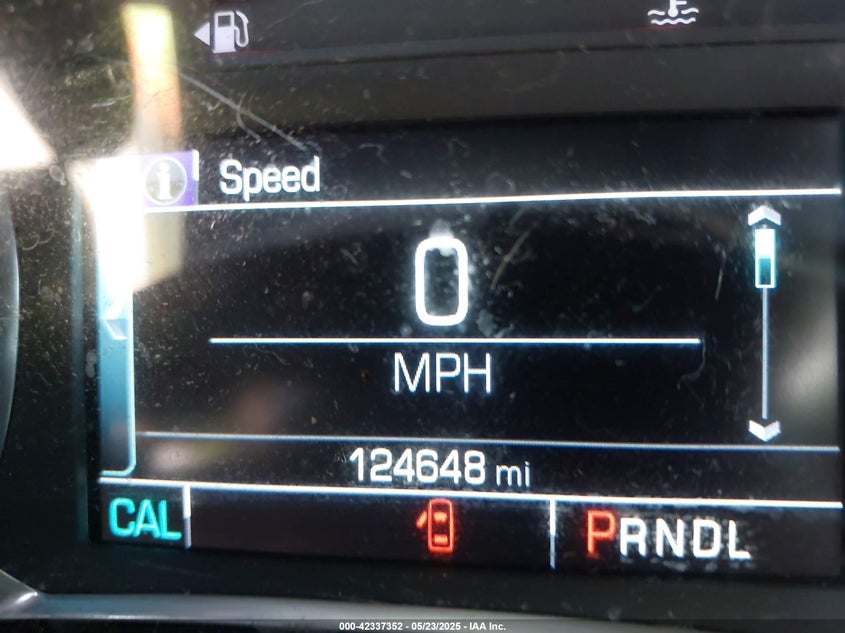 Speed
0
MPH
124648 mi
CAL
PRNDL
000-42337352 - 05/23/2025 - IAA Inc.